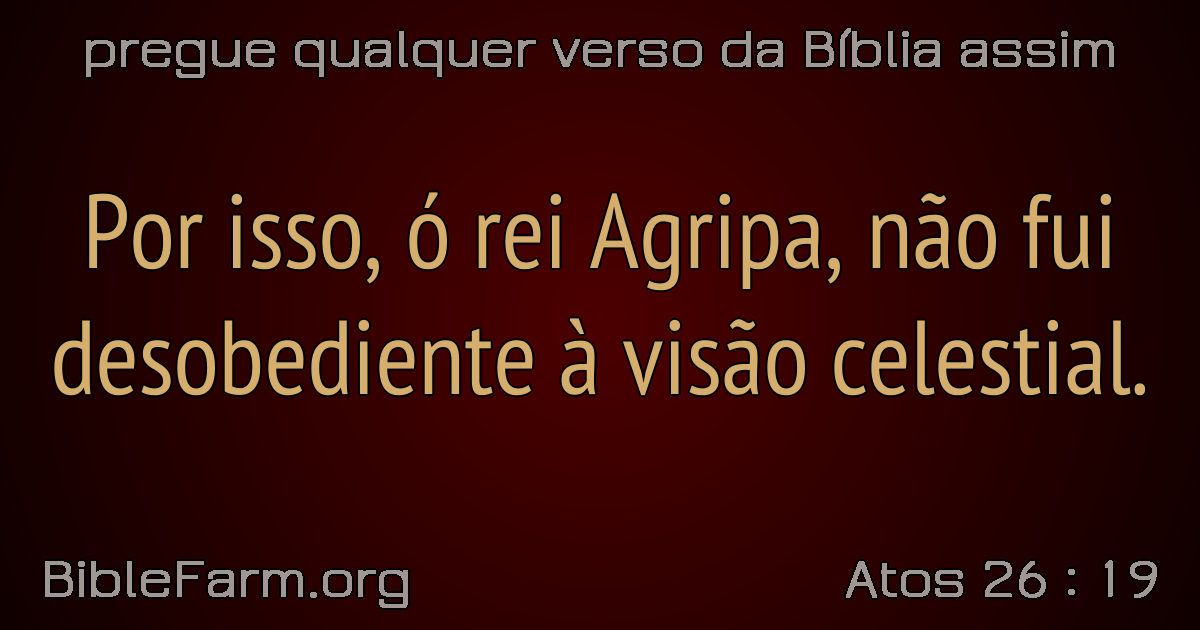 pregue qualquer verso da Bíblia assim
Por isso, ó rei Agripa, não fui
desobediente à visão celestial.
BibleFarm.org
Atos 26 : 19